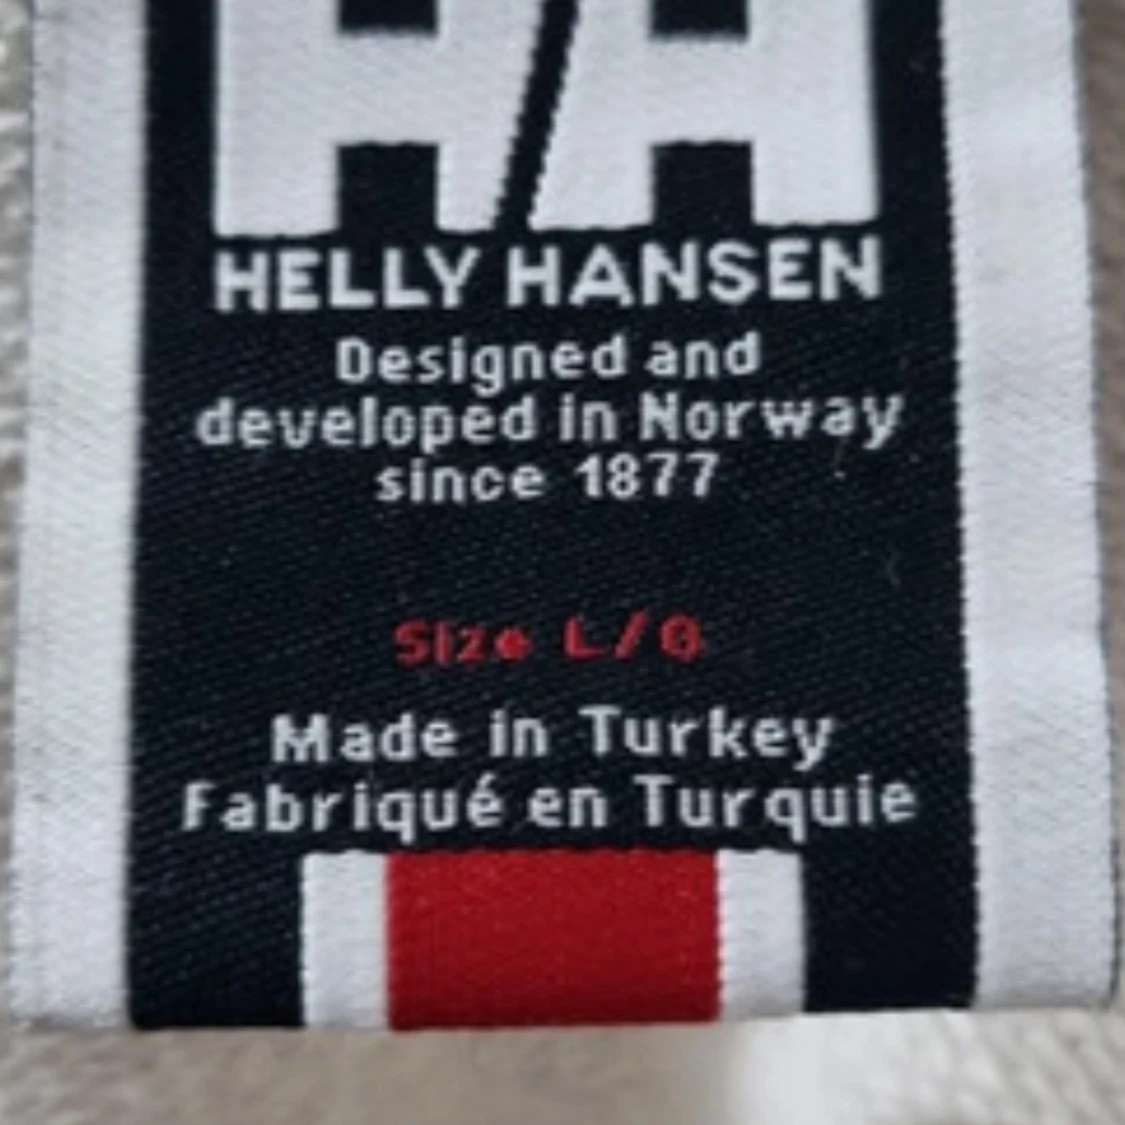 HH
HELLY HANSEN
Designed and
developed in Norway
since 1877
Size L/G
Made in Turkey
Fabriqué en Turquie